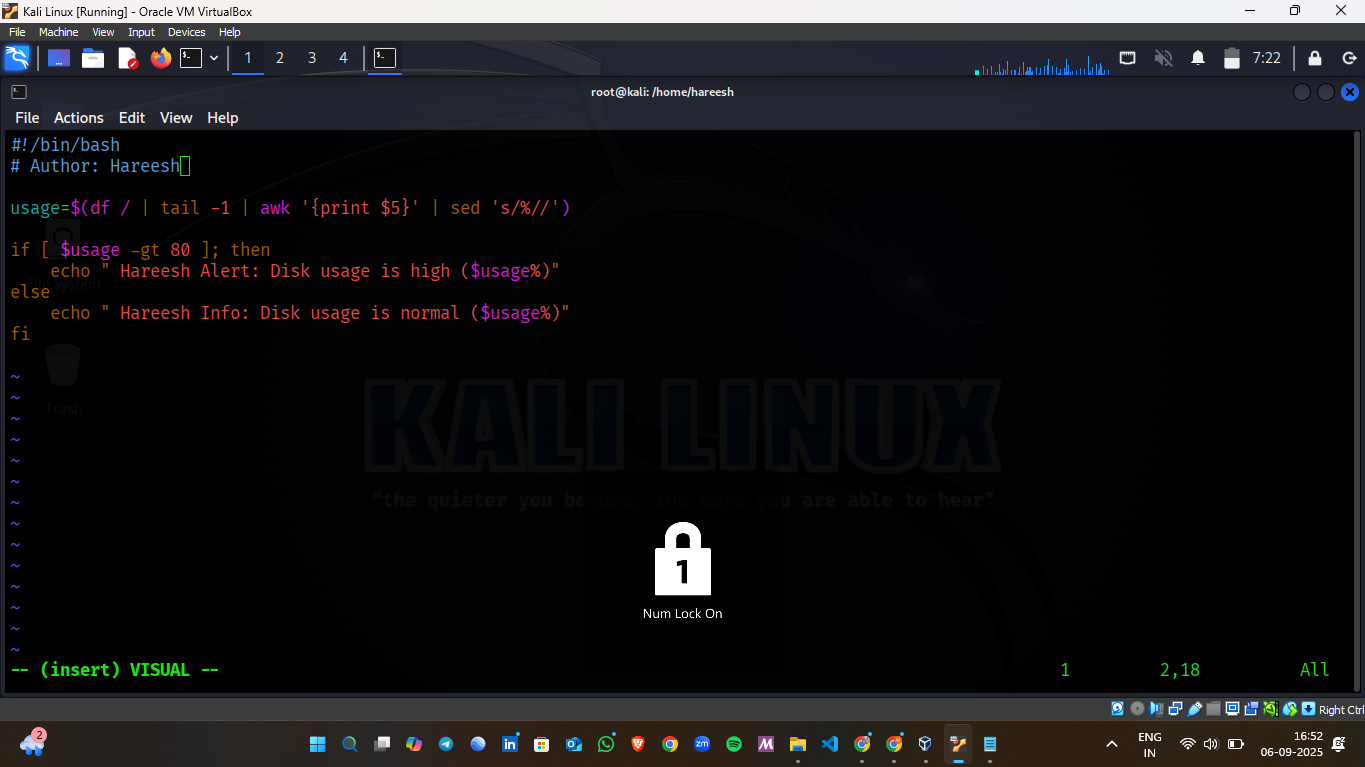 Kali Linux [Running] - Oracle VM VirtualBox
File Machine View Input Devices Help
1 2 3 4 7:22
root@kali: /home/hareesh
File Actions Edit View Help
#!/bin/bash
# Author: Hareesh
usage=$(df / | tail -1 | awk '{print $5}' | sed 's/%//')
if [ $usage -gt 80 ]; then
    echo " Hareesh Alert: Disk usage is high ($usage%)"
else
    echo " Hareesh Info: Disk usage is normal ($usage%)"
fi
File System
Trash
~
~
~
~
~
~
~
~
~
~
~
~
~
~
KALI LINUX
"the quieter you become, the more you are able to hear"
1
Num Lock On
-- (insert) VISUAL -- 1 2,18 All
Right Ctrl
2
ENG
IN
16:52
06-09-2025